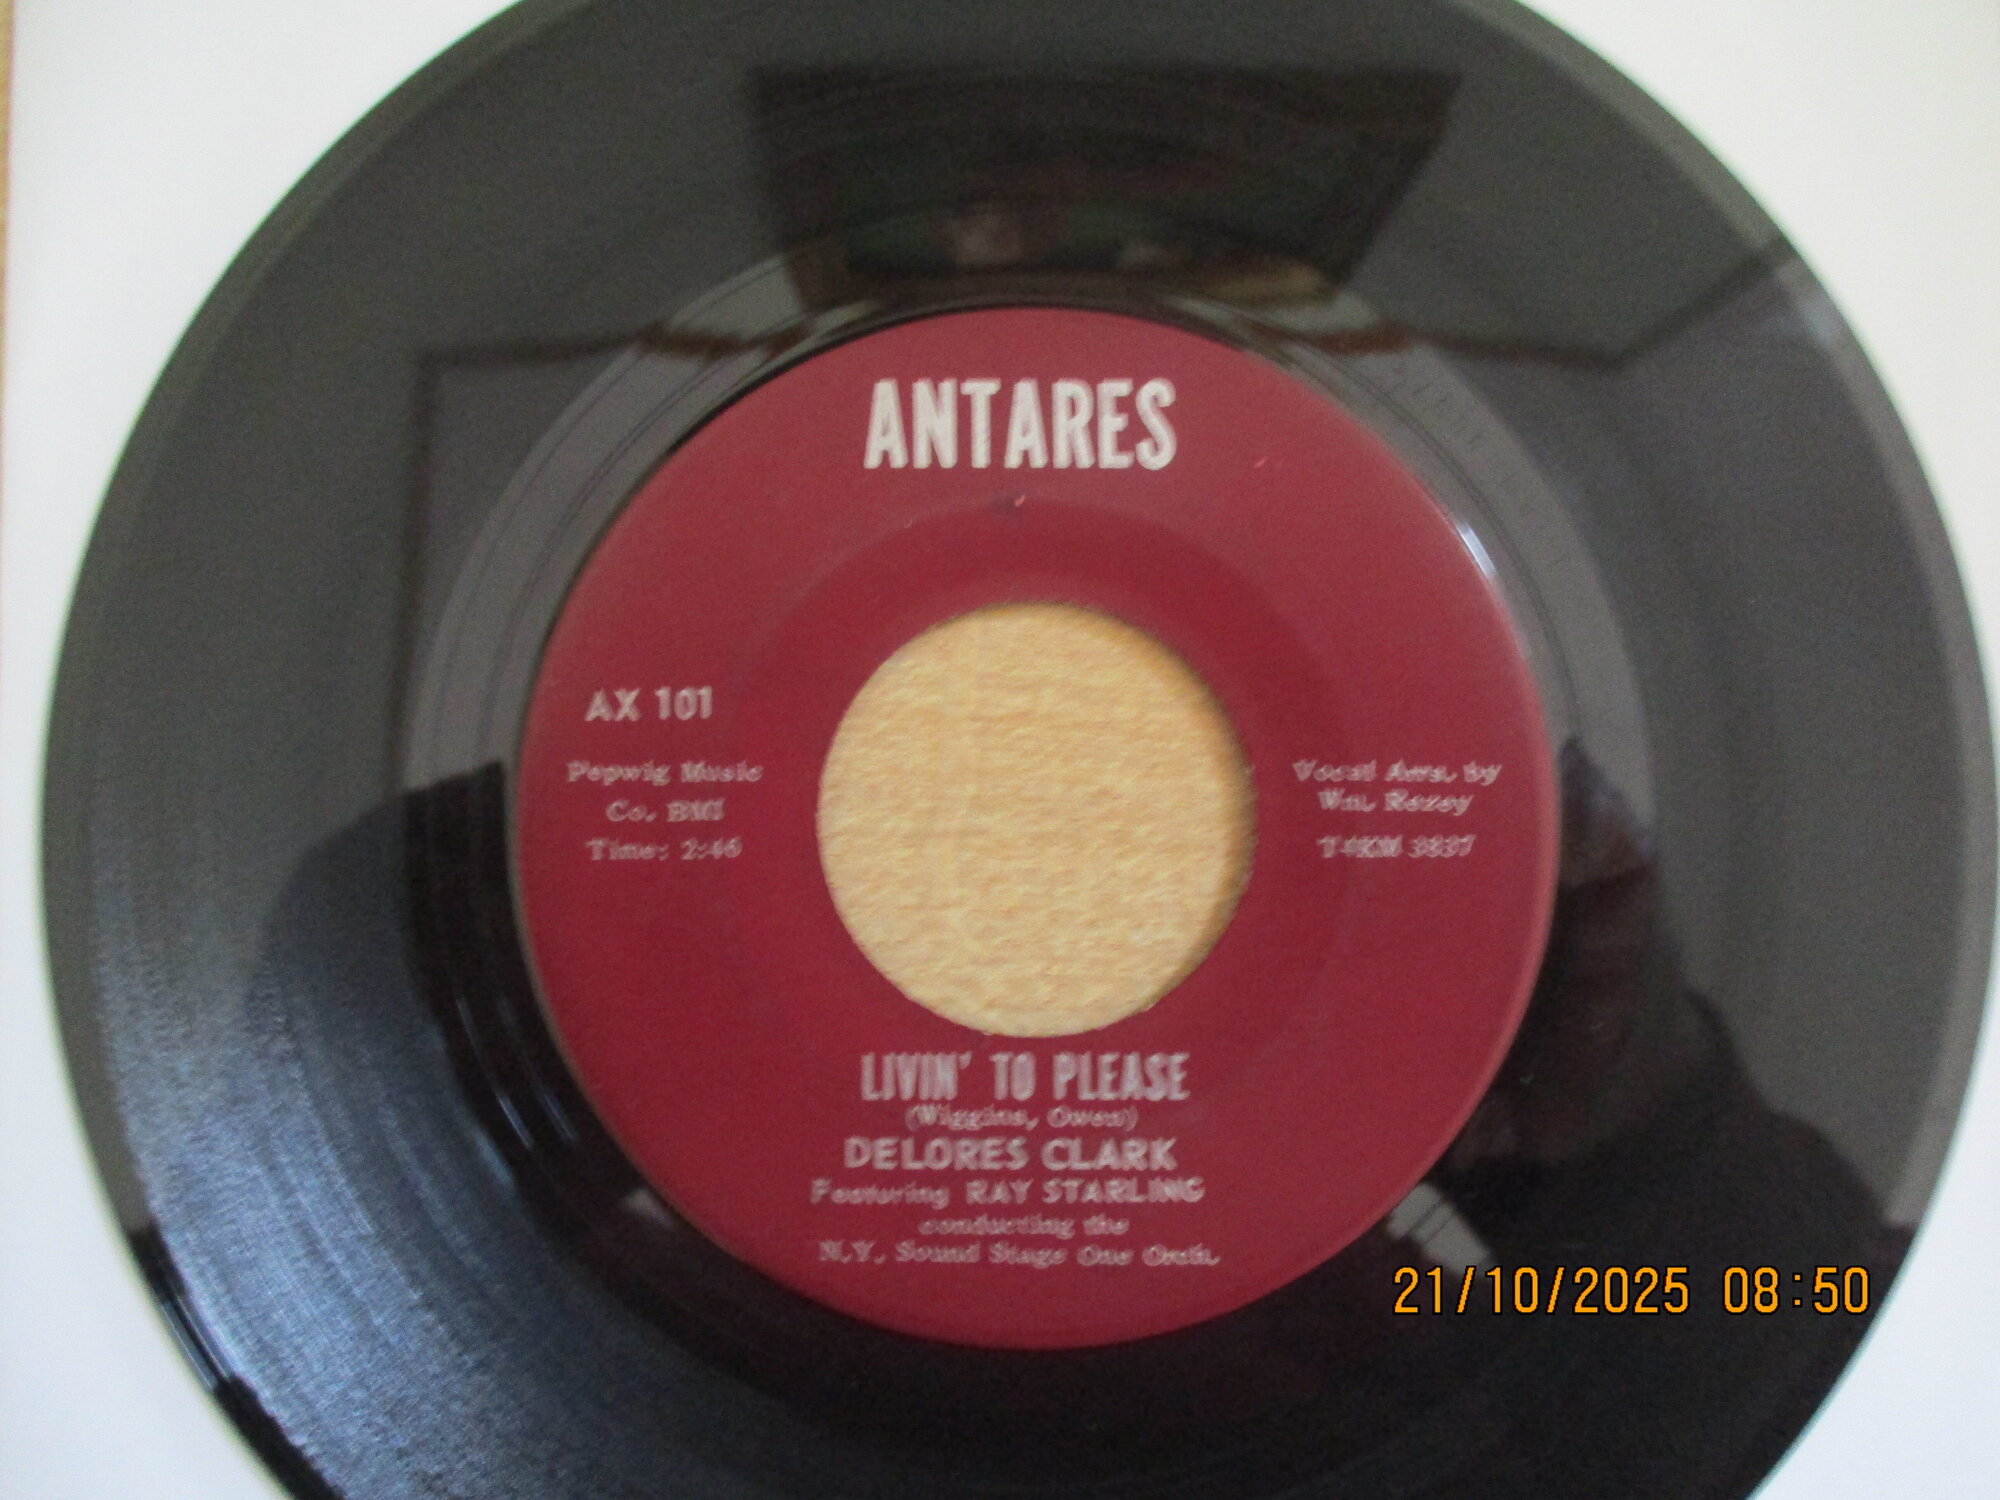 ANTARES
AX 101
Pepwig Music
Co. BMI
Time: 2:46
Vocal Arrs. by
Wm. Rezey
T4KM 3837
LIVIN' TO PLEASE
(Wiggins, Owen)
DELORES CLARK
Featuring RAY STARLING
conducting the
N.Y. Sound Stage One Orch.
21/10/2025 08:50